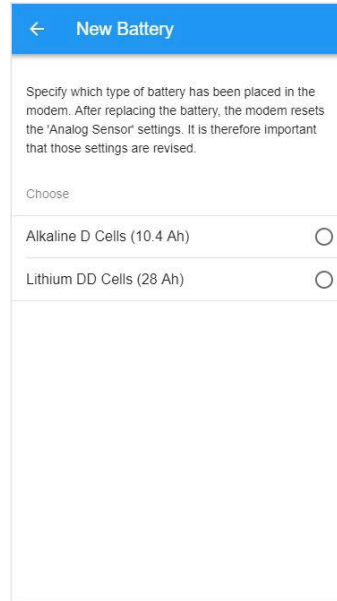 New Battery
Specify which type of battery has been placed in the
modem. After replacing the battery, the modem resets
the 'Analog Sensor' settings. It is therefore important
that those settings are revised.
Choose
Alkaline D Cells (10.4 Ah)
Lithium DD Cells (28 Ah)